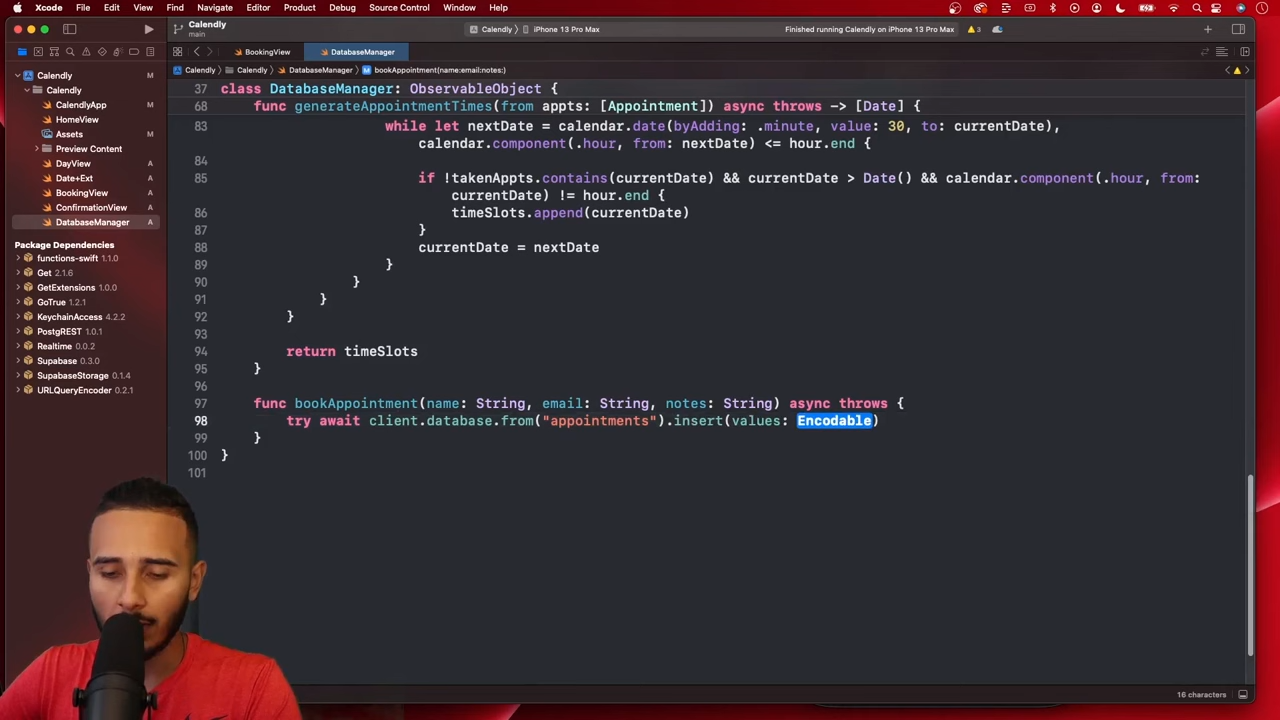 Xcode File Edit View Find Navigate Editor Product Debug Source Control Window Help
Calendly
main
Calendly
iPhone 13 Pro Max
Finished running Calendly on iPhone 13 Pro Max
3
BookingView
DatabaseManager
Calendly
Calendly
DatabaseManager
bookAppointment(name:email:notes:)
Calendly M
Calendly
CalendlyApp M
HomeView
Assets
Preview Content
DayView A
Date+Ext A
BookingView A
ConfirmationView A
DatabaseManager A
Package Dependencies
functions-swift 1.1.0
Get 2.1.6
GetExtensions 1.0.0
GoTrue 1.2.1
KeychainAccess 4.2.2
PostgREST 1.0.1
Realtime 0.0.2
Supabase 0.3.0
SupabaseStorage 0.1.4
URLQueryEncoder 0.2.1
37 class DatabaseManager: ObservableObject {
68 func generateAppointmentTimes(from appts: [Appointment]) async throws -> [Date] {
83 while let nextDate = calendar.date(byAdding: .minute, value: 30, to: currentDate),
calendar.component(.hour, from: nextDate) <= hour.end {
84
85 if !takenAppts.contains(currentDate) && currentDate > Date() && calendar.component(.hour, from:
currentDate) != hour.end {
86 timeSlots.append(currentDate)
87 }
88 currentDate = nextDate
89 }
90 }
91 }
92 }
93
94 return timeSlots
95 }
96
97 func bookAppointment(name: String, email: String, notes: String) async throws {
98 try await client.database.from("appointments").insert(values: Encodable)
99 }
100 }
101
16 characters